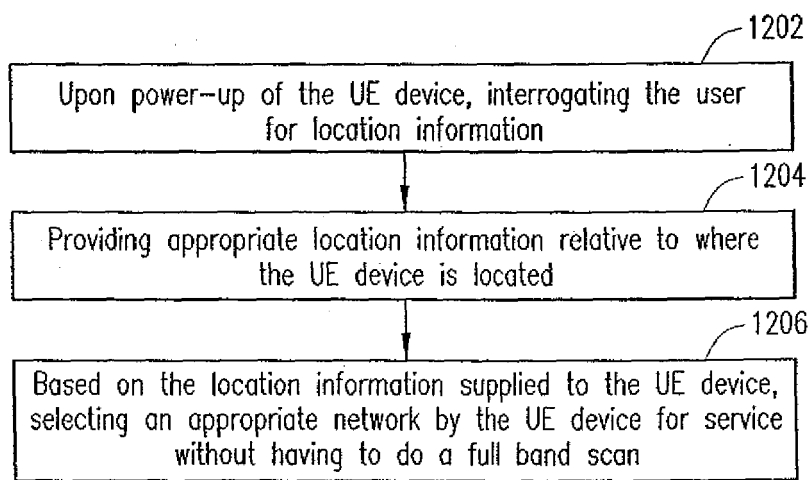 1202
Upon power-up of the UE device, interrogating the user
for location information
1204
Providing appropriate location information relative to where
the UE device is located
1206
Based on the location information supplied to the UE device,
selecting an appropriate network by the UE device for service
without having to do a full band scan